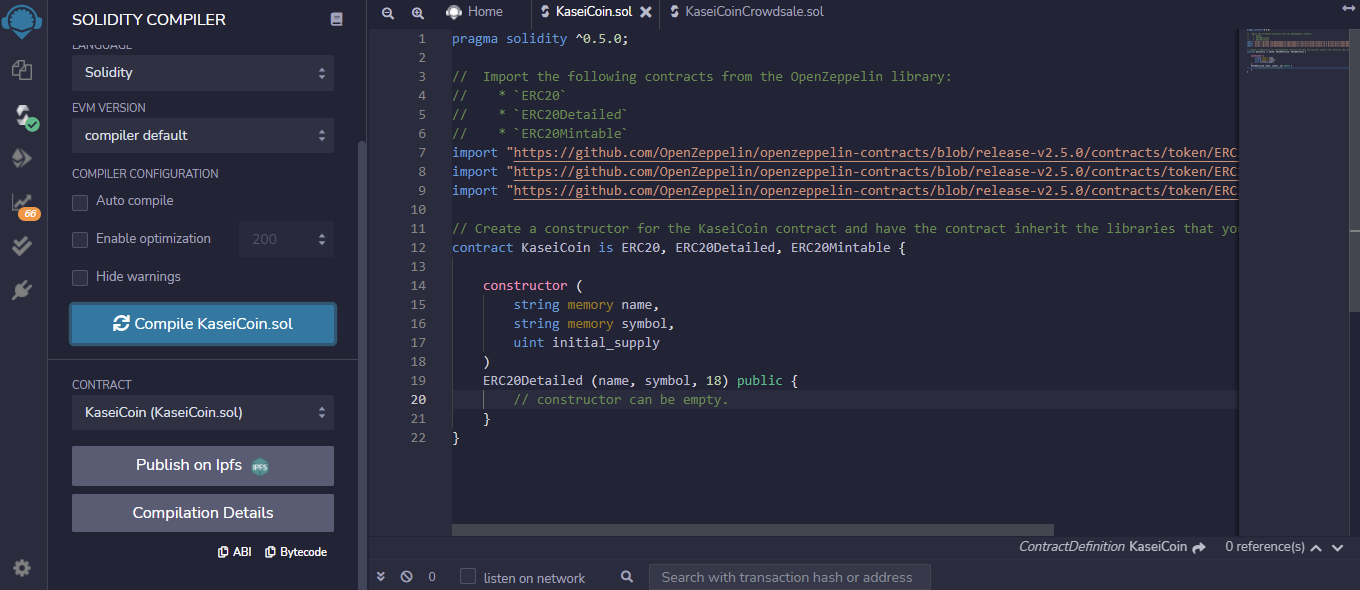 SOLIDITY COMPILER
LANGUAGE
Solidity
EVM VERSION
compiler default
COMPILER CONFIGURATION
Auto compile
Enable optimization
200
Hide warnings
Compile KaseiCoin.sol
CONTRACT
KaseiCoin (KaseiCoin.sol)
Publish on Ipfs IPFS
Compilation Details
ABI Bytecode
66
Home KaseiCoin.sol KaseiCoinCrowdsale.sol
1 pragma solidity ^0.5.0;
2
3 //  Import the following contracts from the OpenZeppelin library:
4 //    * `ERC20`
5 //    * `ERC20Detailed`
6 //    * `ERC20Mintable`
7 import "https://github.com/OpenZeppelin/openzeppelin-contracts/blob/release-v2.5.0/contracts/token/ERC
8 import "https://github.com/OpenZeppelin/openzeppelin-contracts/blob/release-v2.5.0/contracts/token/ERC
9 import "https://github.com/OpenZeppelin/openzeppelin-contracts/blob/release-v2.5.0/contracts/token/ERC
10
11 // Create a constructor for the KaseiCoin contract and have the contract inherit the libraries that yo
12 contract KaseiCoin is ERC20, ERC20Detailed, ERC20Mintable {
13
14     constructor (
15         string memory name,
16         string memory symbol,
17         uint initial_supply
18     )
19     ERC20Detailed (name, symbol, 18) public {
20         // constructor can be empty.
21     }
22 }
ContractDefinition KaseiCoin 0 reference(s)
0 listen on network Search with transaction hash or address